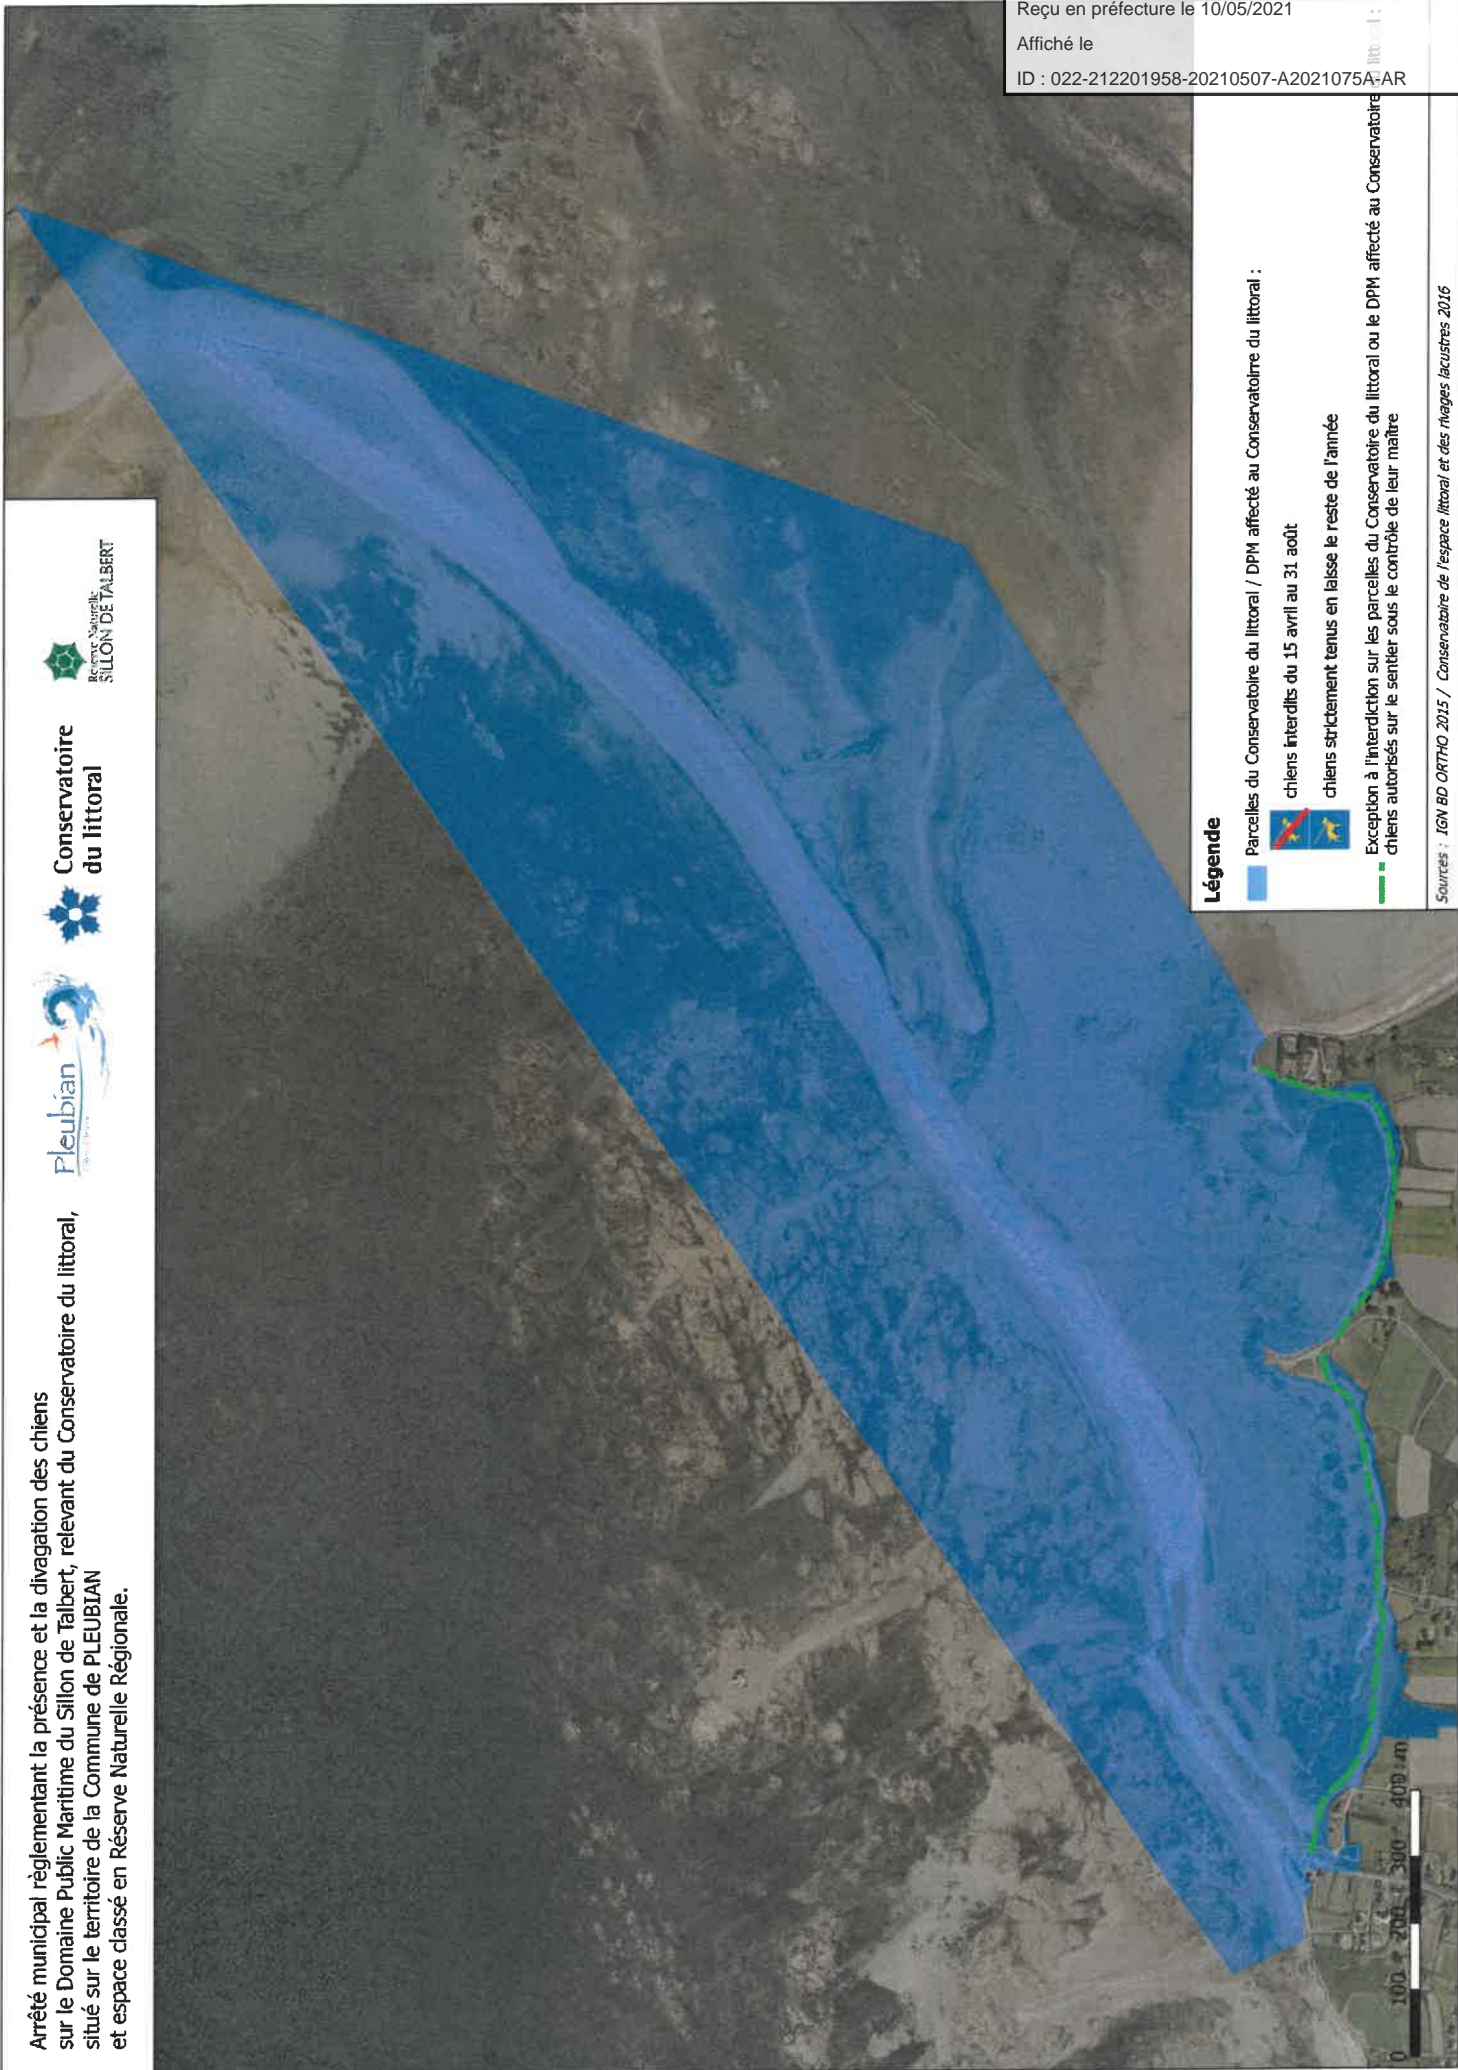 Reçu en préfecture le 10/05/2021
Affiché le
ID : 022-212201958-20210507-A2021075A-AR
Arrêté municipal règlementant la présence et la divagation des chiens
sur le Domaine Public Maritime du Sillon de Talbert, relevant du Conservatoire du littoral,
situé sur le territoire de la Commune de PLEUBIAN
et espace classé en Réserve Naturelle Régionale.
Pleubian
Conservatoire
du littoral
Réserve Naturelle
SILLON DE TALBERT
Légende
Parcelles du Conservatoire du littoral / DPM affecté au Conservatoirre du littoral :
chiens interdits du 15 avril au 31 août
chiens strictement tenus en laisse le reste de l'année
Exception à l'interdiction sur les parcelles du Conservatoire du littoral ou le DPM affecté au Conservatoire du littoral :
chiens autorisés sur le sentier sous le contrôle de leur maître
Sources : IGN BD ORTHO 2015 / Conservatoire de l'espace littoral et des rivages lacustres 2016
0 100 200 300 400 m